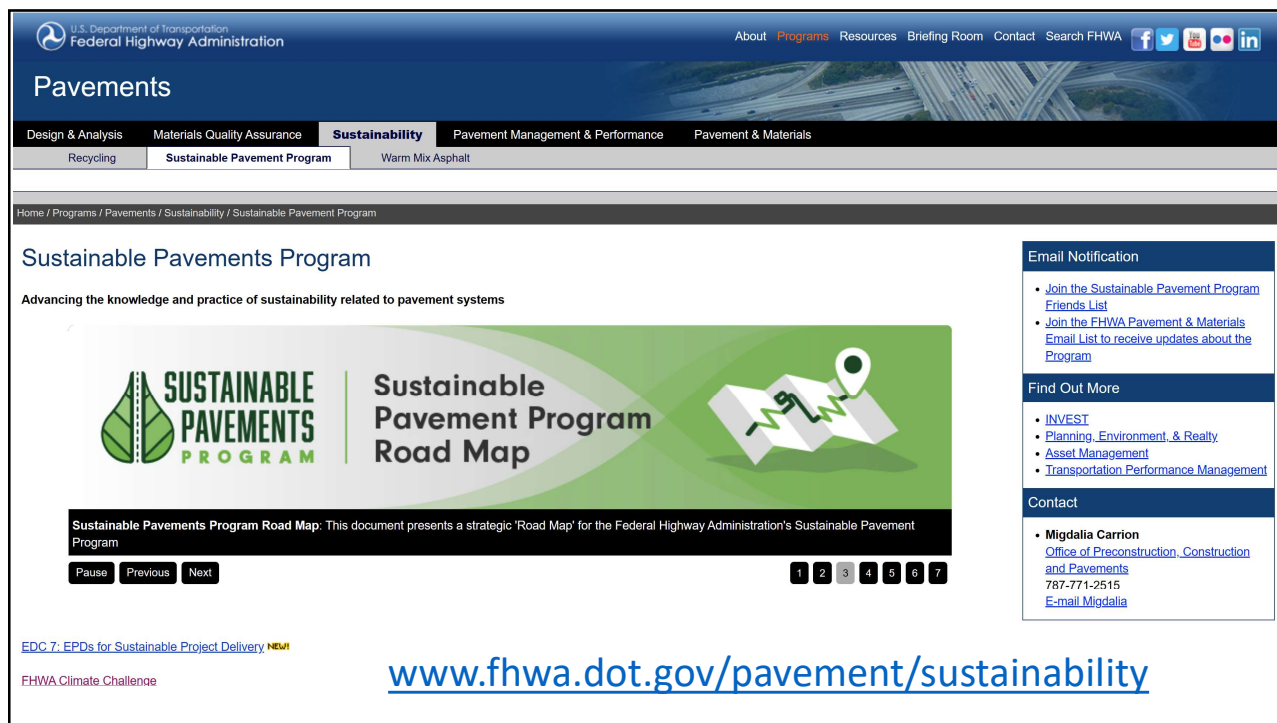 U.S. Department of Transportation
Federal Highway Administration
About Programs Resources Briefing Room Contact Search FHWA
f You Tube in
Pavements
Design & Analysis Materials Quality Assurance Sustainability Pavement Management & Performance Pavement & Materials
Recycling Sustainable Pavement Program Warm Mix Asphalt
Home / Programs / Pavements / Sustainability / Sustainable Pavement Program
Sustainable Pavements Program
Advancing the knowledge and practice of sustainability related to pavement systems
SUSTAINABLE
PAVEMENTS
PROGRAM
Sustainable
Pavement Program
Road Map
Sustainable Pavements Program Road Map: This document presents a strategic 'Road Map' for the Federal Highway Administration's Sustainable Pavement
Program
Pause Previous Next 1 2 3 4 5 6 7
EDC 7: EPDs for Sustainable Project Delivery NEW!
FHWA Climate Challenge
Email Notification
• Join the Sustainable Pavement Program
Friends List
• Join the FHWA Pavement & Materials
Email List to receive updates about the
Program
Find Out More
• INVEST
• Planning, Environment, & Realty
• Asset Management
• Transportation Performance Management
Contact
• Migdalia Carrion
Office of Preconstruction, Construction
and Pavements
787-771-2515
E-mail Migdalia
www.fhwa.dot.gov/pavement/sustainability